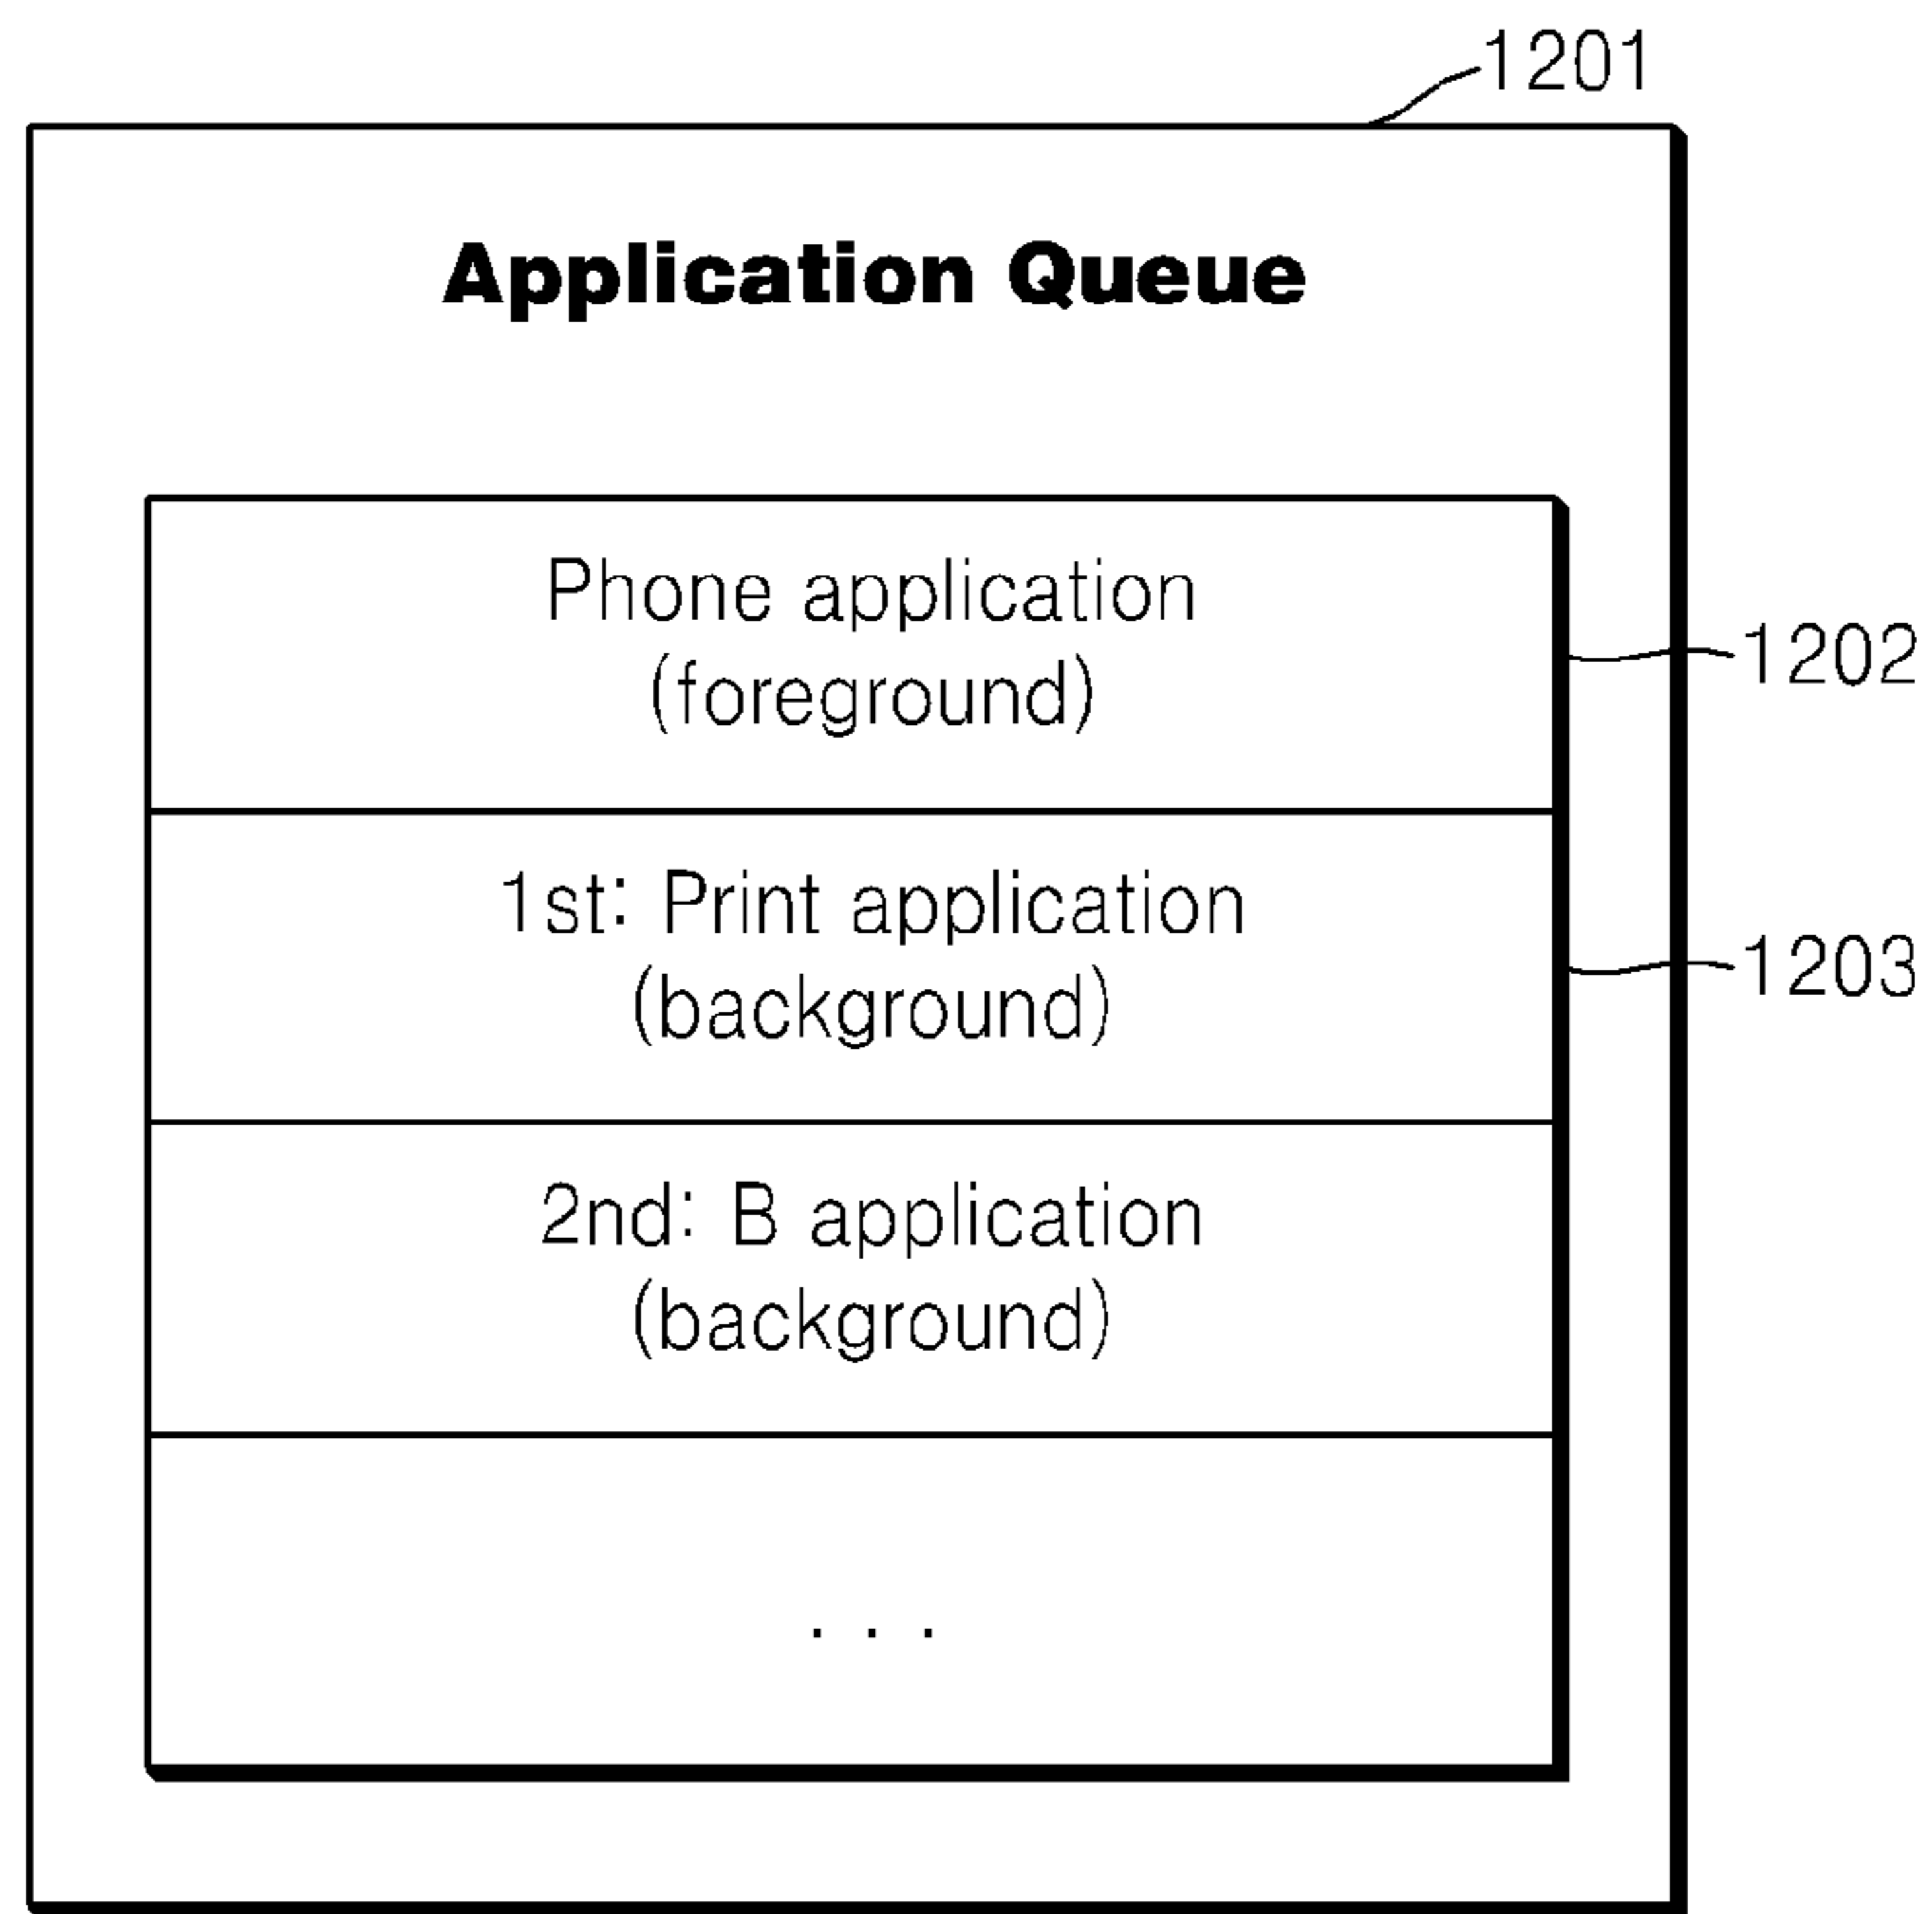 1201
Application Queue
Phone application
(foreground)
1202
1st: Print application
(background)
1203
2nd: B application
(background)
. . .